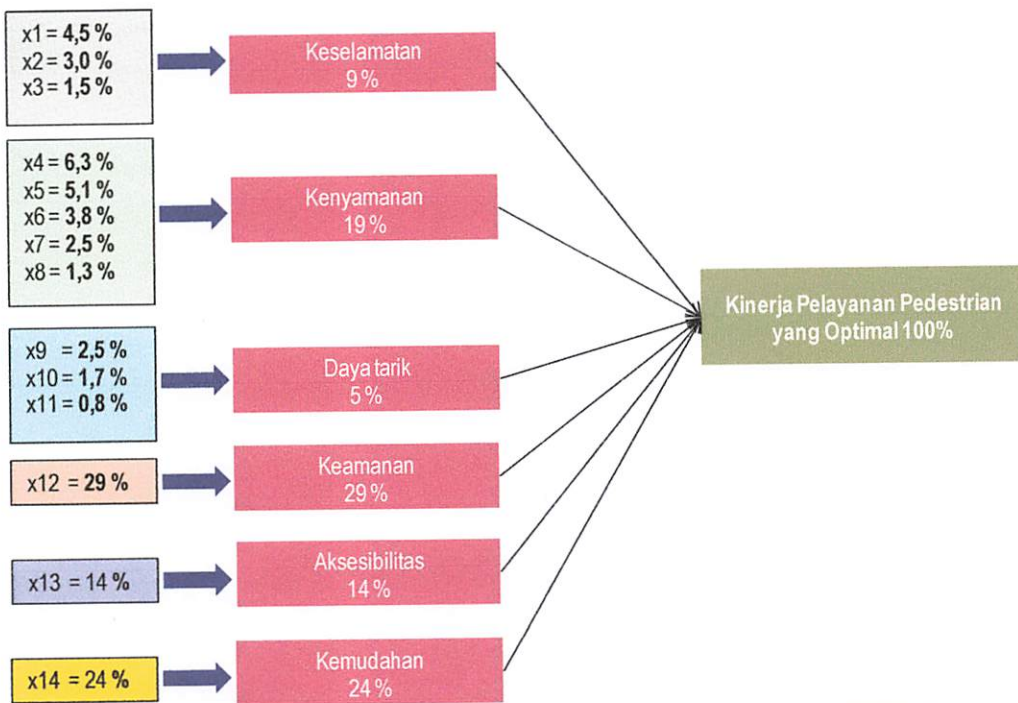 x1 = 4,5 %
x2 = 3,0 %
x3 = 1,5 %
Keselamatan
9 %
x4 = 6,3 %
x5 = 5,1 %
x6 = 3,8 %
x7 = 2,5 %
x8 = 1,3 %
Kenyamanan
19 %
Kinerja Pelayanan Pedestrian
yang Optimal 100%
x9 = 2,5 %
x10 = 1,7 %
x11 = 0,8 %
Daya tarik
5 %
x12 = 29 %
Keamanan
29 %
x13 = 14 %
Aksesibilitas
14 %
x14 = 24 %
Kemudahan
24 %